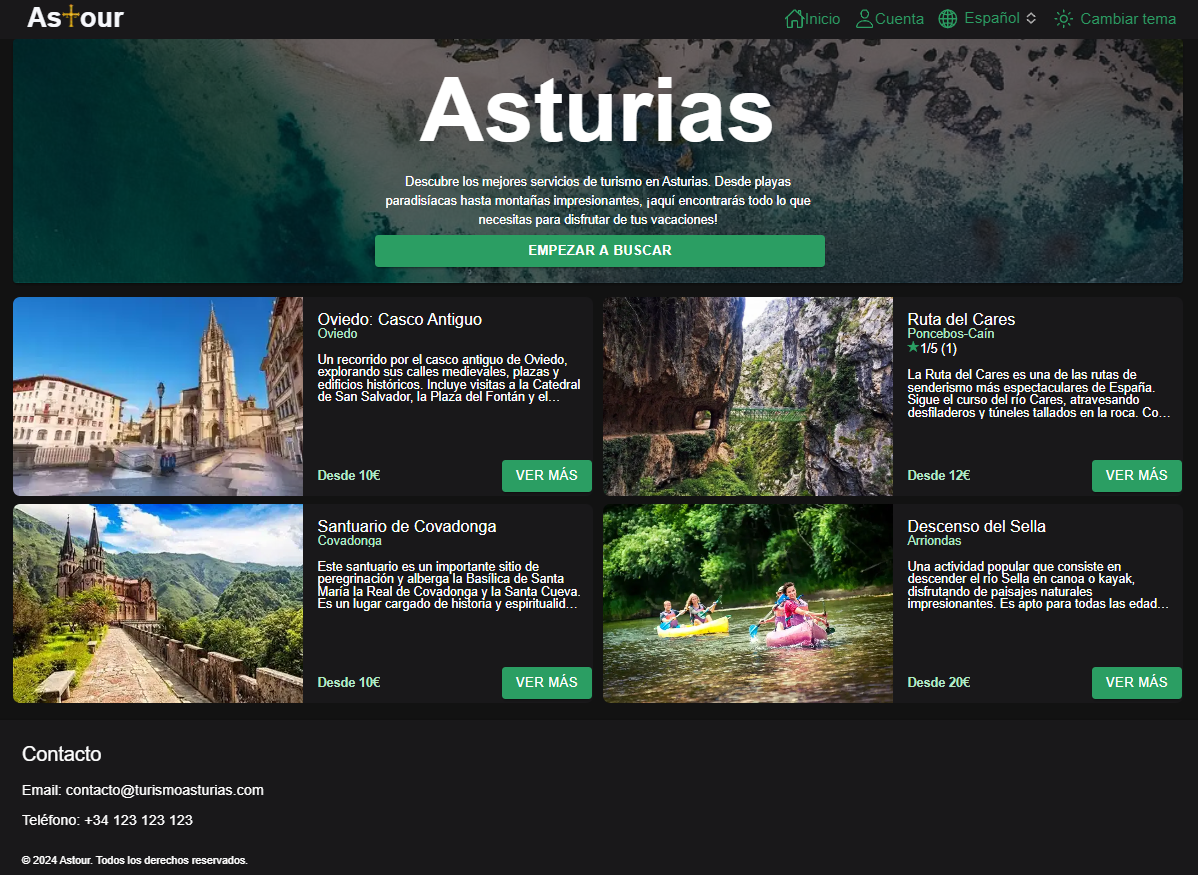 Astour
Inicio
Cuenta
Español
Cambiar tema
Asturias
Descubre los mejores servicios de turismo en Asturias. Desde playas
paradisíacas hasta montañas impresionantes, ¡aquí encontrarás todo lo que
necesitas para disfrutar de tus vacaciones!
EMPEZAR A BUSCAR
Oviedo: Casco Antiguo
Oviedo
Un recorrido por el casco antiguo de Oviedo,
explorando sus calles medievales, plazas y
edificios históricos. Incluye visitas a la Catedral
de San Salvador, la Plaza del Fontán y el…
Desde 10€
VER MÁS
Ruta del Cares
Poncebos-Caín
★1/5 (1)
La Ruta del Cares es una de las rutas de
senderismo más espectaculares de España.
Sigue el curso del río Cares, atravesando
desfiladeros y túneles tallados en la roca. Co…
Desde 12€
VER MÁS
Santuario de Covadonga
Covadonga
Este santuario es un importante sitio de
peregrinación y alberga la Basílica de Santa
María la Real de Covadonga y la Santa Cueva.
Es un lugar cargado de historia y espiritualid…
Desde 10€
VER MÁS
Descenso del Sella
Arriondas
Una actividad popular que consiste en
descender el río Sella en canoa o kayak,
disfrutando de paisajes naturales
impresionantes. Es apto para todas las edad…
Desde 20€
VER MÁS
Contacto
Email: contacto@turismoasturias.com
Teléfono: +34 123 123 123
© 2024 Astour. Todos los derechos reservados.